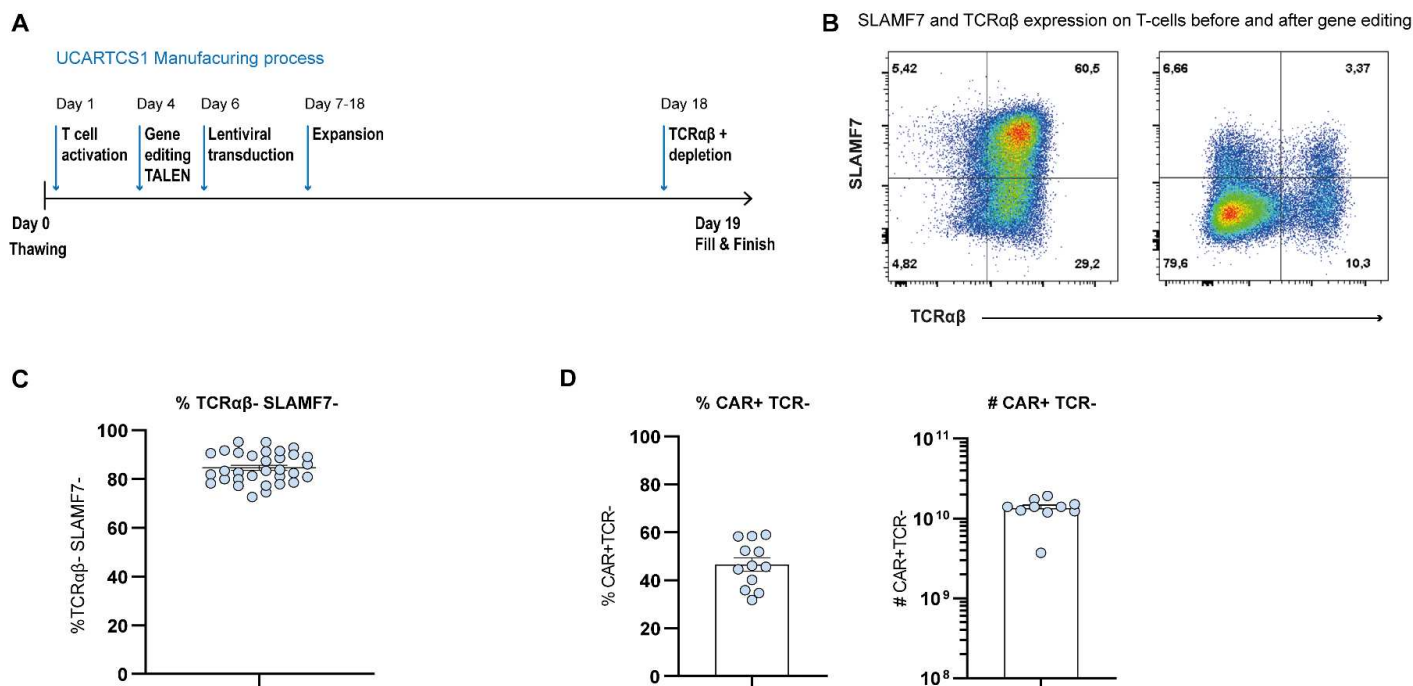 A
UCARTCS1 Manufacuring process
Day 1
Day 4
Day 6
Day 7-18
Day 18
T cell
activation
Gene
editing
TALEN
Lentiviral
transduction
Expansion
TCRαβ +
depletion
Day 0
Thawing
Day 19
Fill & Finish
B
SLAMF7 and TCRαβ expression on T-cells before and after gene editing
5,42
60,5
4,82
29,2
6,66
3,37
79,6
10,3
SLAMF7
TCRαβ
C
% TCRαβ- SLAMF7-
%TCRαβ- SLAMF7-
100
80
60
40
20
0
D
% CAR+ TCR-
% CAR+TCR-
100
80
60
40
20
0
# CAR+ TCR-
# CAR+TCR-
10¹¹
10¹⁰
10⁹
10⁸